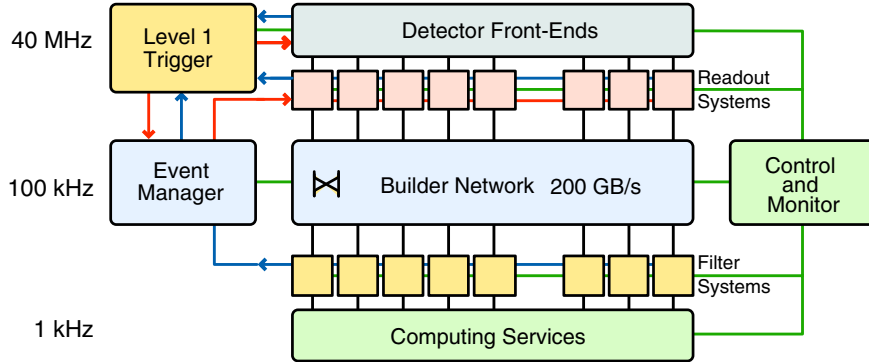 40 MHz
Level 1
Trigger
Detector Front-Ends
Readout
Systems
100 kHz
Event
Manager
Builder Network 200 GB/s
Control
and
Monitor
Filter
Systems
1 kHz
Computing Services